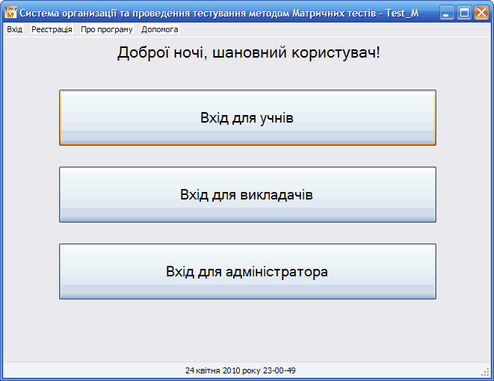 Система организації та проведення тестування методом Матричних тестів - Test_M
Вхід Реєстрація Про програму Допомога
Доброї ночі, шановний користувач!
Вхід для учнів
Вхід для викладачів
Вхід для адміністратора
24 квітня 2010 року 23-00-49